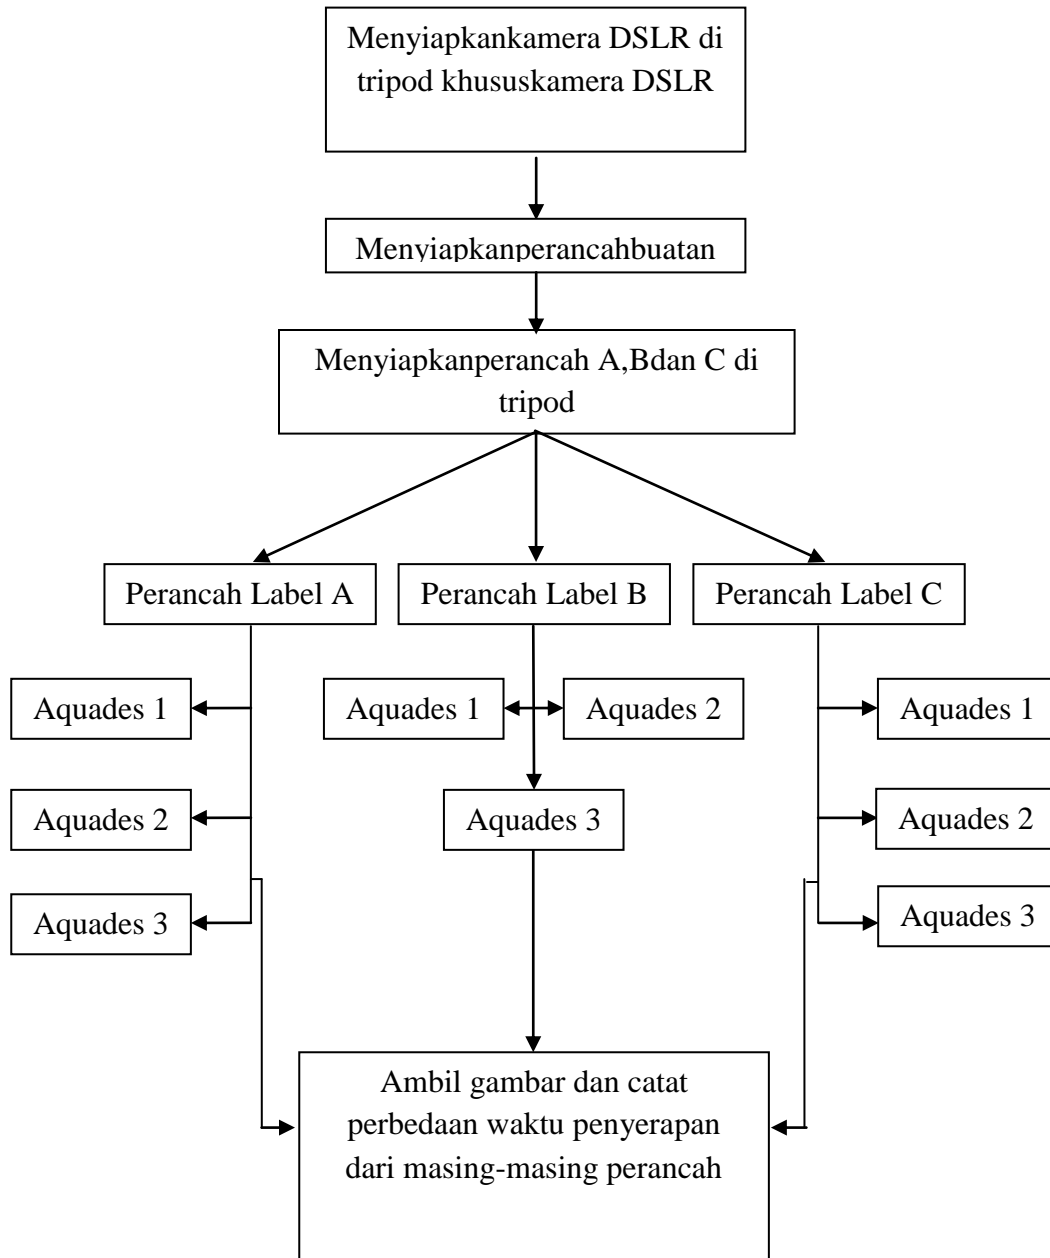 Menyiapkankamera DSLR di
tripod khususkamera DSLR
Menyiapkanperancahbuatan
Menyiapkanperancah A,Bdan C di
tripod
Perancah Label A
Perancah Label B
Perancah Label C
Aquades 1
Aquades 1
Aquades 2
Aquades 1
Aquades 2
Aquades 3
Aquades 2
Aquades 3
Aquades 3
Ambil gambar dan catat
perbedaan waktu penyerapan
dari masing-masing perancah